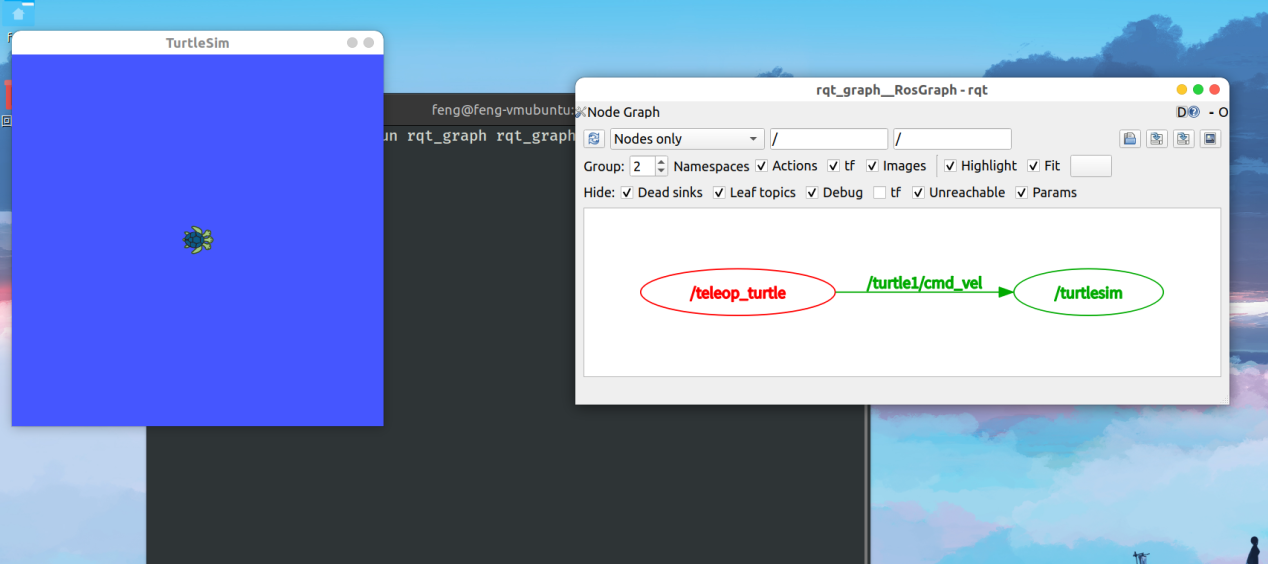 TurtleSim
feng@feng-vmubuntu:
un rqt_graph rqt_graph
rqt_graph__RosGraph - rqt
Node Graph
D - O
Nodes only
/
/
Group: 2 Namespaces Actions tf Images Highlight Fit
Hide: Dead sinks Leaf topics Debug tf Unreachable Params
/teleop_turtle
/turtle1/cmd_vel
/turtlesim
回